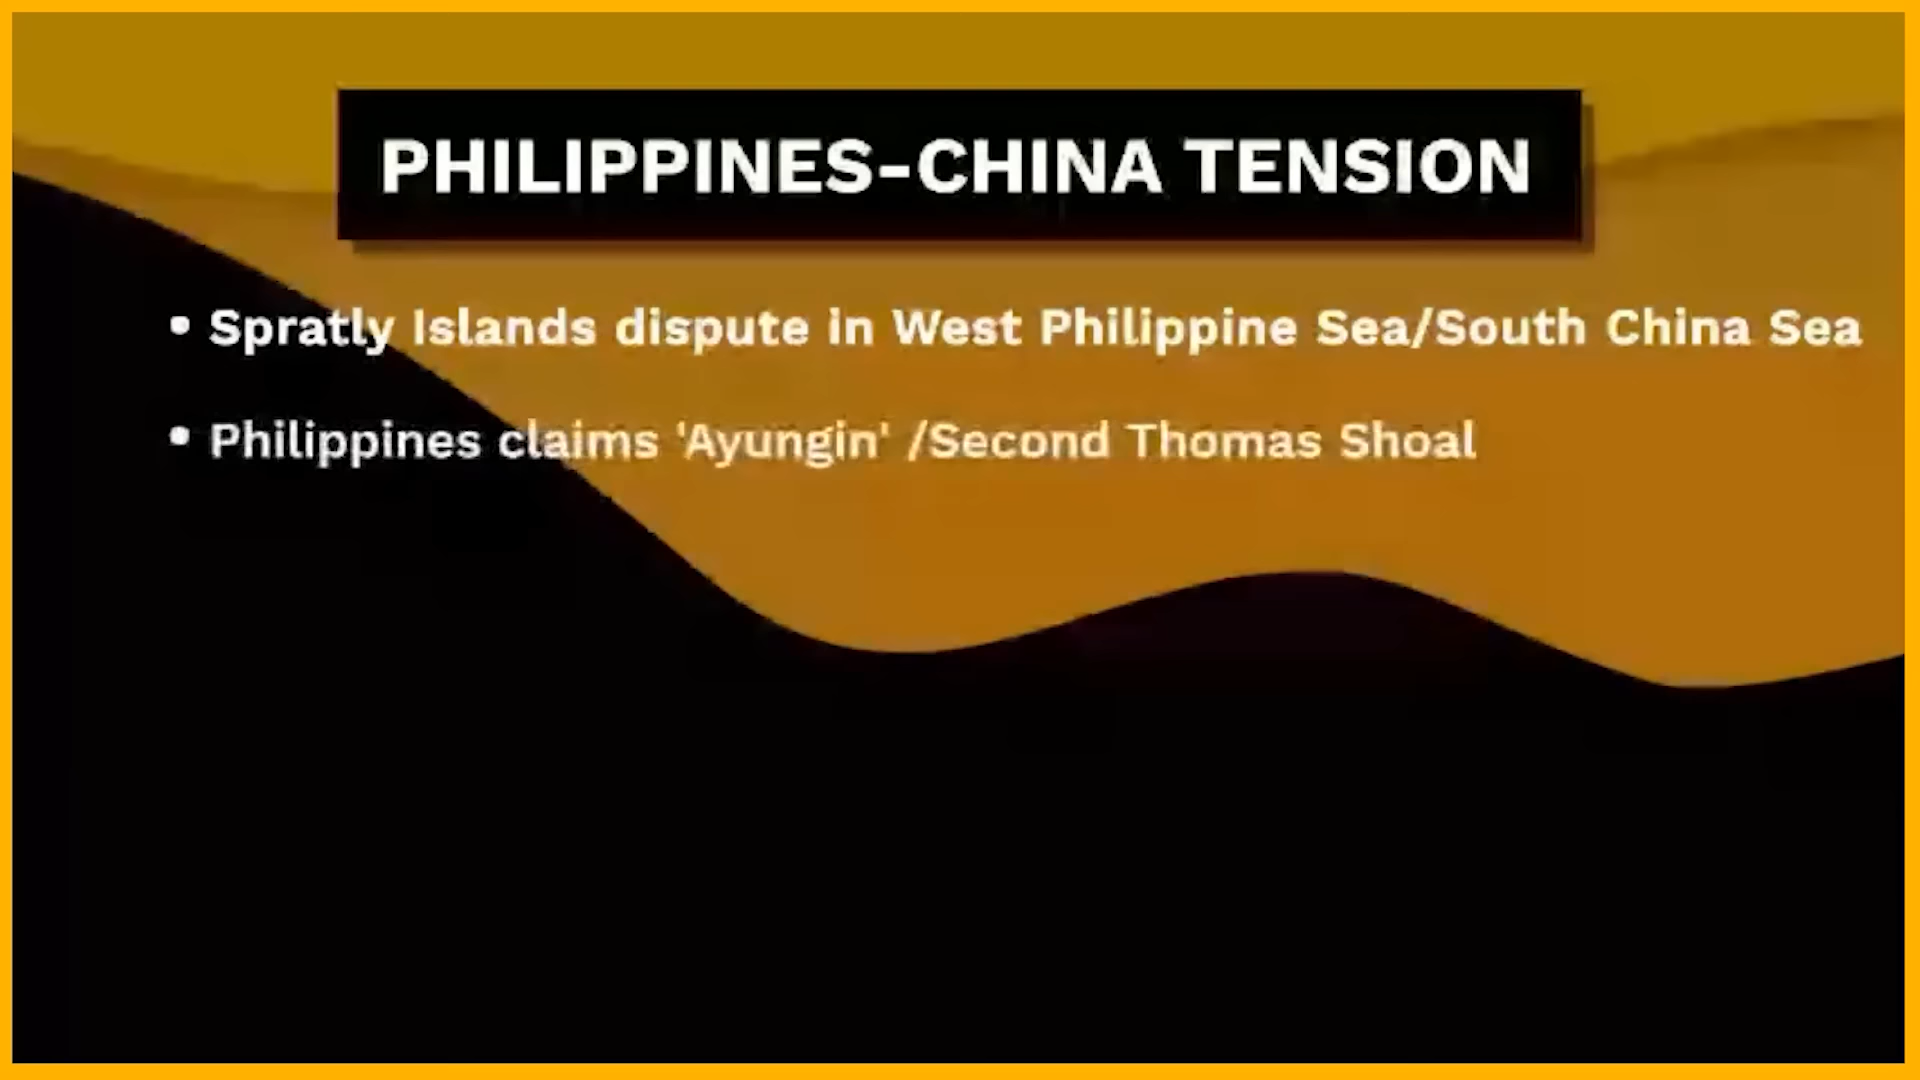 PHILIPPINES-CHINA TENSION
• Spratly Islands dispute in West Philippine Sea/South China Sea
• Philippines claims 'Ayungin' /Second Thomas Shoal